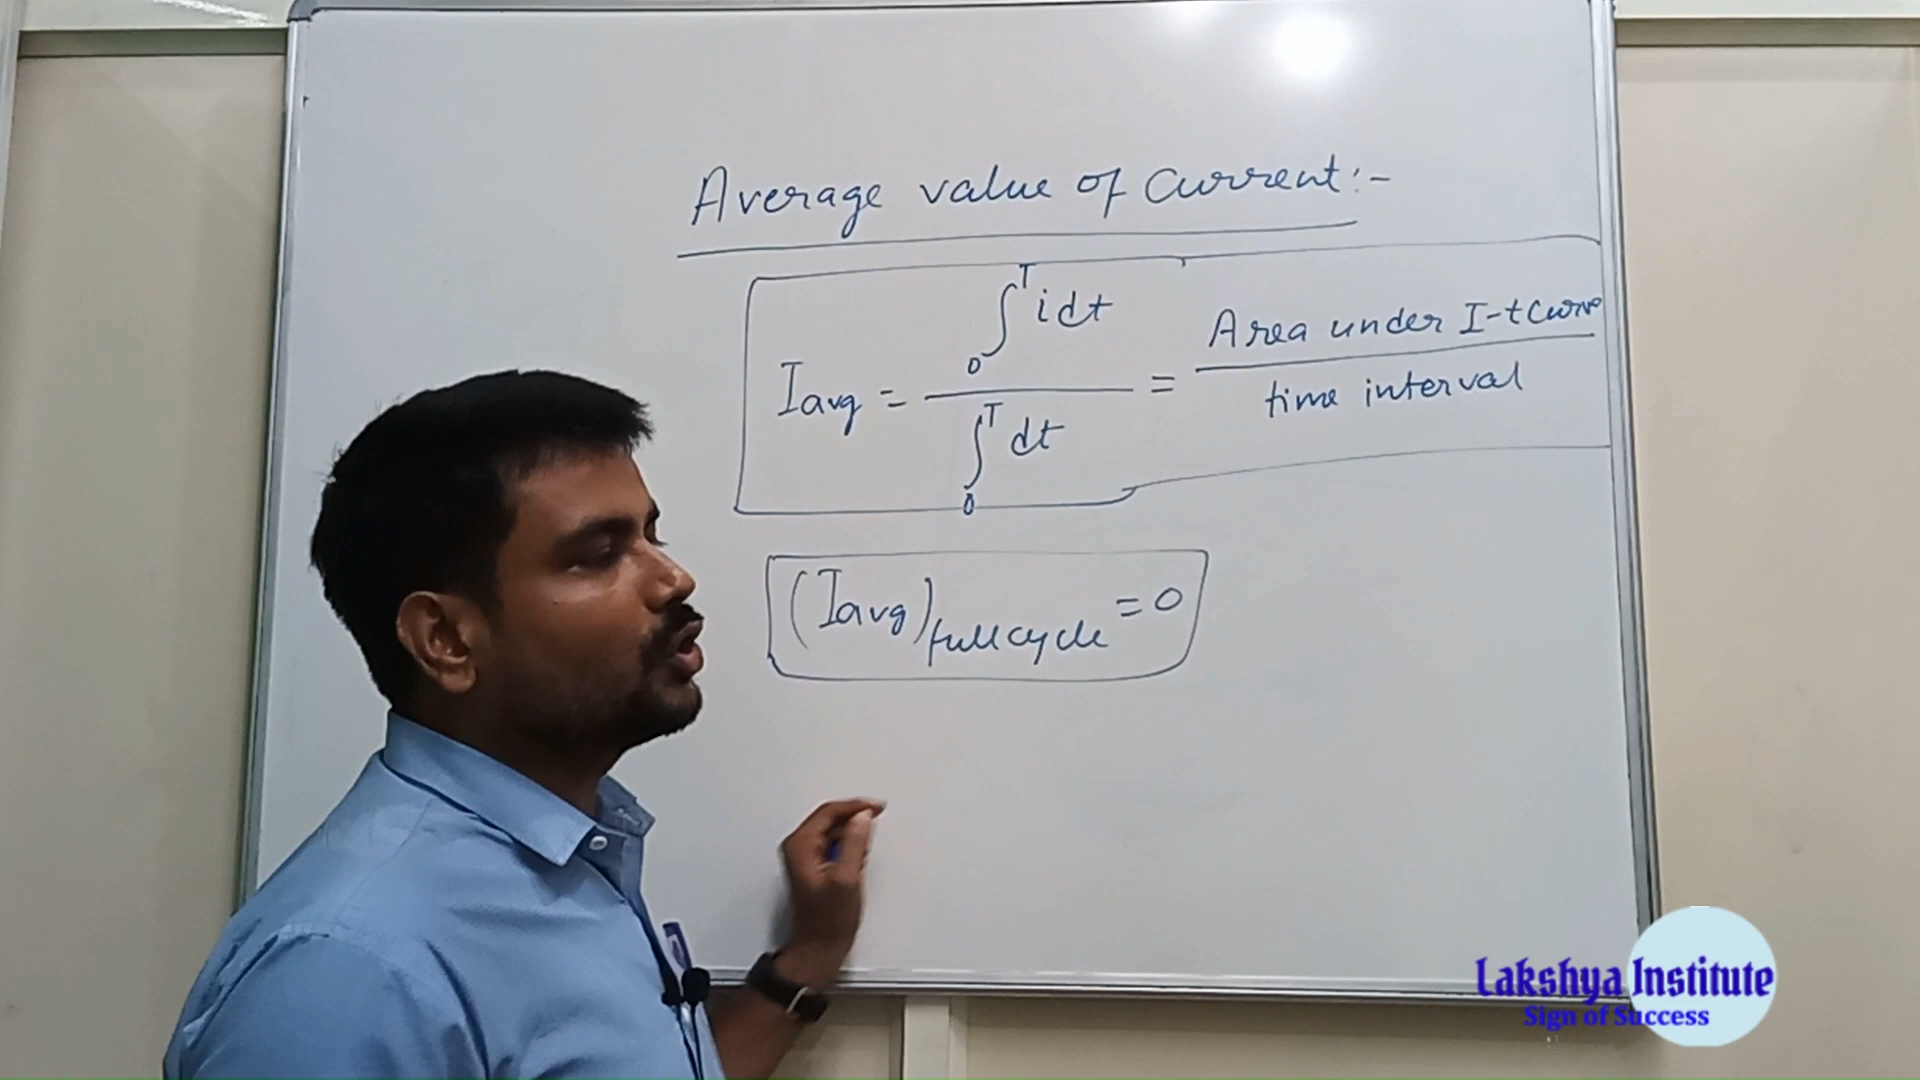 Average value of Current:-
Iavg = ∫₀ᵀ i dt / ∫₀ᵀ dt = Area under I-t Curve / time interval
(Iavg)full cycle = 0
Lakshya Institute
Sign of Success